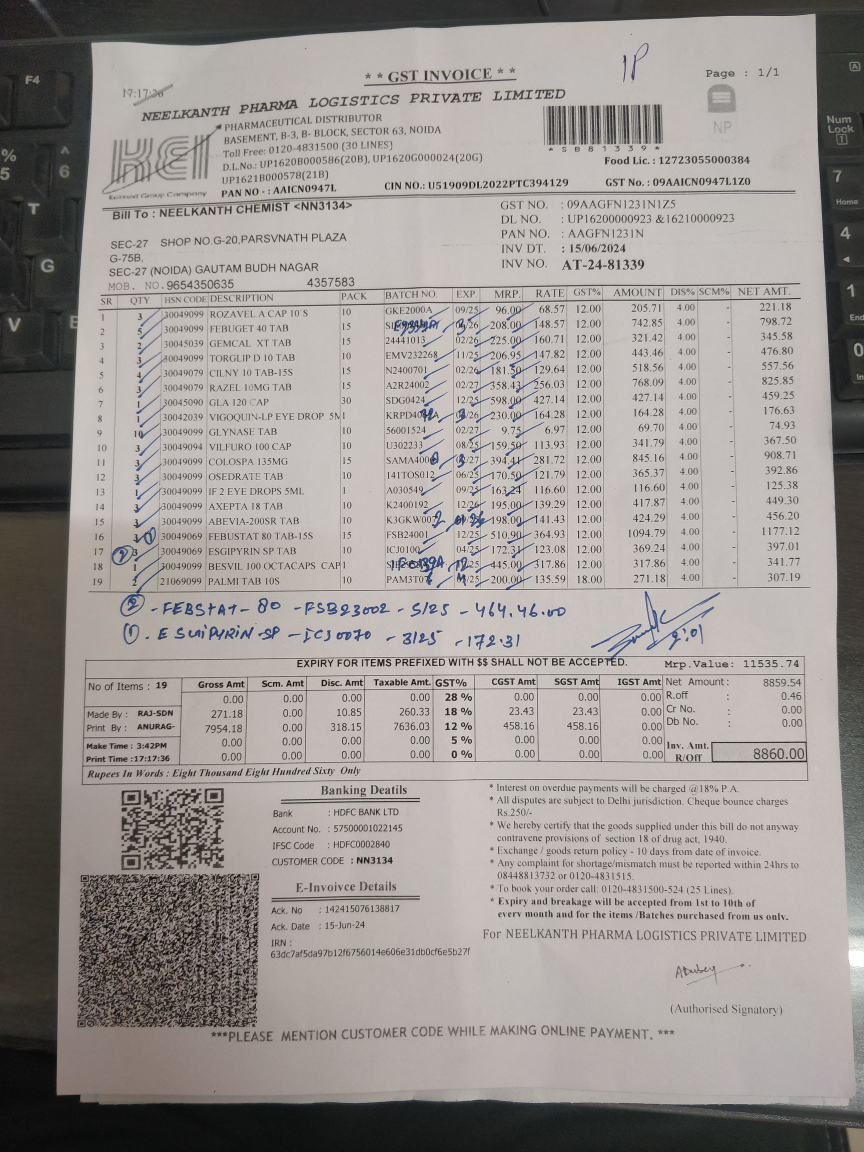 F4
17:17:26
** GST INVOICE **
1P
Page : 1/1
NEELKANTH PHARMA LOGISTICS PRIVATE LIMITED
PHARMACEUTICAL DISTRIBUTOR
BASEMENT, B-3, B- BLOCK, SECTOR 63, NOIDA
Toll Free: 0120-4831500 (30 LINES)
D.L.No.: UP1620B000586(20B), UP1620G000024(20G)
UP1621B000578(21B)
PAN NO - : AAICN0947L
CIN NO.: U51909DL2022PTC394129
*SB81339*
NP
Food Lic. : 12723055000384
GST No. : 09AAICN0947L1Z0
Bill To : NEELKANTH CHEMIST <NN3134>
SEC-27 SHOP NO.G-20,PARSVNATH PLAZA
G-75B,
SEC-27 (NOIDA) GAUTAM BUDH NAGAR
MOB. NO.9654350635 4357583
GST NO. : 09AAGFN1231N1Z5
DL NO. : UP16200000923 &16210000923
PAN NO. : AAGFN1231N
INV DT. : 15/06/2024
INV NO. AT-24-81339
SR QTY HSN CODE DESCRIPTION PACK BATCH NO. EXP. MRP. RATE GST% AMOUNT DIS% SCM% NET AMT.
1 3 30049099 ROZAVEL A CAP 10`S 10 GKE2000A 09/25 96.00 68.57 12.00 205.71 4.00 - 221.18
2 5 30049099 FEBUGET 40 TAB 15 /26 208.00 148.57 12.00 742.85 4.00 - 798.72
3 2 30045039 GEMCAL XT TAB 15 24441013 02/26 225.00 160.71 12.00 321.42 4.00 - 345.58
4 3 30049099 TORGLIP D 10 TAB 10 EMV232268 11/25 206.95 147.82 12.00 443.46 4.00 - 476.80
5 4 30049079 CILNY 10 TAB-15S 15 N2400701 02/26 181.50 129.64 12.00 518.56 4.00 - 557.56
6 3 30049079 RAZEL 10MG TAB 15 A2R24002 02/27 358.43 256.03 12.00 768.09 4.00 - 825.85
7 1 30045090 GLA 120 CAP 30 SDG0424 12/25 598.00 427.14 12.00 427.14 4.00 - 459.25
8 1 30042039 VIGOQUIN-LP EYE DROP 5M 1 /26 230.00 164.28 12.00 164.28 4.00 - 176.63
9 10 30049099 GLYNASE TAB 10 56001524 02/27 9.75 6.97 12.00 69.70 4.00 - 74.93
10 3 30049094 VILFURO 100 CAP 10 U302233 08/25 159.50 113.93 12.00 341.79 4.00 - 367.50
11 3 30049099 COLOSPA 135MG 15 /27 394.41 281.72 12.00 845.16 4.00 - 908.71
12 3 30049099 OSEDRATE TAB 10 141TOS012 06/25 170.50 121.79 12.00 365.37 4.00 - 392.86
13 1 30049099 IF 2 EYE DROPS 5ML 1 A030549 09/25 163.24 116.60 12.00 116.60 4.00 - 125.38
14 3 30049099 AXEPTA 18 TAB 10 K2400192 12/26 195.00 139.29 12.00 417.87 4.00 - 449.30
15 3 30049099 ABEVIA-200SR TAB 10 198.00 141.43 12.00 424.29 4.00 - 456.20
16 3 ① 30049069 FEBUSTAT 80 TAB-15S 15 FSB24001 12/25 510.90 364.93 12.00 1094.79 4.00 - 1177.12
17 ② 3 30049069 ESGIPYRIN SP TAB 10 ICJ0100 04/25 172.31 123.08 12.00 369.24 4.00 - 397.01
18 1 30049099 BESVIL 100 OCTACAPS CAP 1 /25 445.00 317.86 12.00 317.86 4.00 - 341.77
19 2 21069099 PALMI TAB 10S 10 /25 200.00 135.59 18.00 271.18 4.00 - 307.19
② - FEBSTAT - 80 - FSB23002 - 5/25 - 464.46.00
① . ESGIPYRIN-SP - ICJ0070 - 3/25 - 172.31
EXPIRY FOR ITEMS PREFIXED WITH $$ SHALL NOT BE ACCEPTED. Mrp.Value: 11535.74
No of Items : 19
Made By : RAJ-SDN
Print By : ANURAG-
Make Time : 3:42PM
Print Time :17:17:36
Gross Amt Scm. Amt Disc. Amt Taxable Amt. GST% CGST Amt SGST Amt IGST Amt
0.00 0.00 0.00 0.00 28 % 0.00 0.00 0.00
271.18 0.00 10.85 260.33 18 % 23.43 23.43 0.00
7954.18 0.00 318.15 7636.03 12 % 458.16 458.16 0.00
0.00 0.00 0.00 0.00 5 % 0.00 0.00 0.00
0.00 0.00 0.00 0.00 0 % 0.00 0.00 0.00
Net Amount : 8859.54
R.off : 0.46
Cr No. : 0.00
Db No. : 0.00
Inv. Amt. R/Off 8860.00
Rupees In Words : Eight Thousand Eight Hundred Sixty Only
Banking Deatils
Bank : HDFC BANK LTD
Account No. : 57500001022145
IFSC Code : HDFC0002840
CUSTOMER CODE : NN3134
E-Invoivce Details
Ack. No : 142415076138817
Ack. Date : 15-Jun-24
IRN :
63dc7af5da97b12f6756014e606e31db0cf6e5b27f
* Interest on overdue payments will be charged @18% P.A.
* All disputes are subject to Delhi jurisdiction. Cheque bounce charges
Rs.250/-
* We hereby certify that the goods supplied under this bill do not anyway
contravene provisions of section 18 of drug act, 1940.
* Exchange / goods return policy - 10 days from date of invoice.
* Any complaint for shortage/mismatch must be reported within 24hrs to
08448813732 or 0120-4831515.
* To book your order call: 0120-4831500-524 (25 Lines).
* Expiry and breakage will be accepted from 1st to 10th of
every month and for the items /Batches purchased from us only.
For NEELKANTH PHARMA LOGISTICS PRIVATE LIMITED
(Authorised Signatory)
***PLEASE MENTION CUSTOMER CODE WHILE MAKING ONLINE PAYMENT. ***